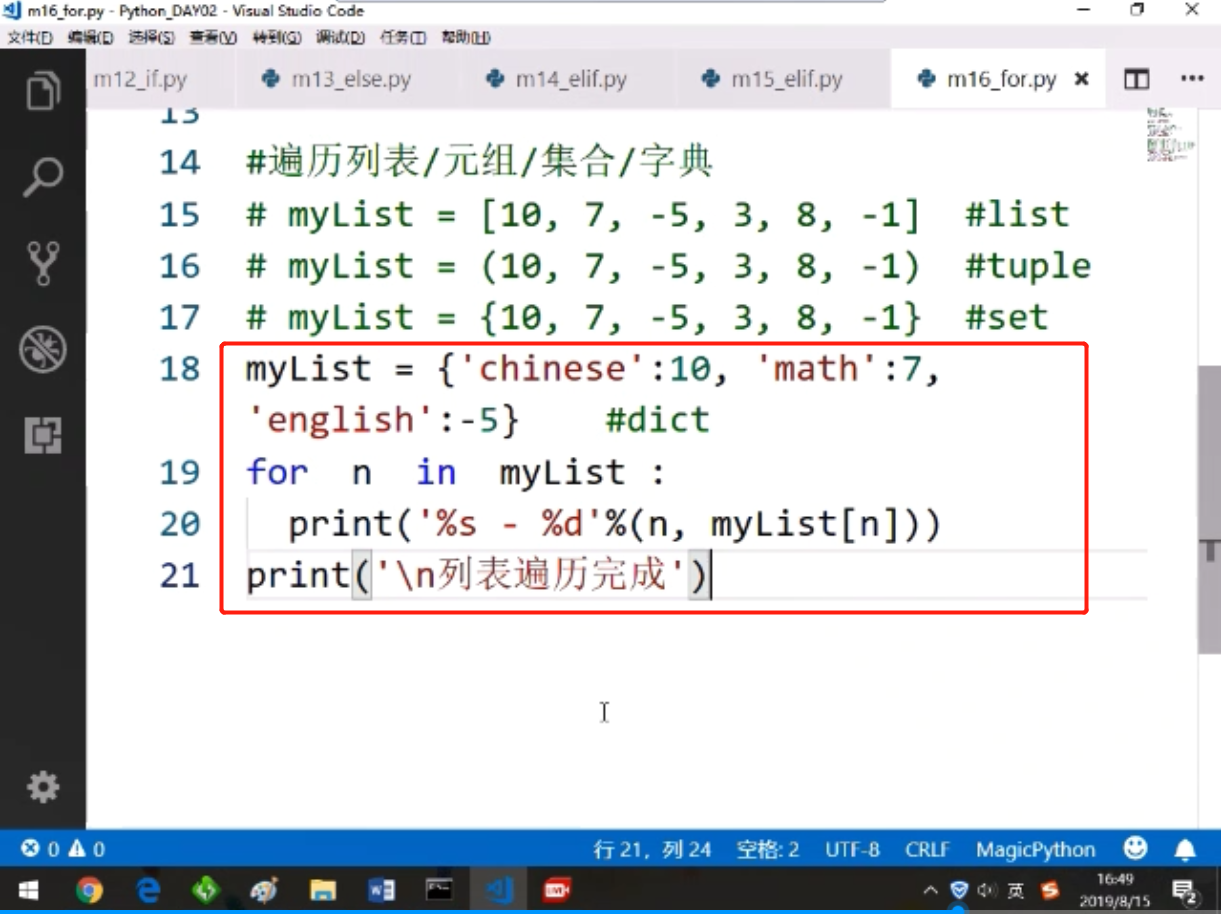 m16_for.py - Python_DAY02 - Visual Studio Code
文件(F) 编辑(E) 选择(S) 查看(V) 转到(G) 调试(D) 任务(T) 帮助(H)
m12_if.py m13_else.py m14_elif.py m15_elif.py m16_for.py
13
14 #遍历列表/元组/集合/字典
15 # myList = [10, 7, -5, 3, 8, -1] #list
16 # myList = (10, 7, -5, 3, 8, -1) #tuple
17 # myList = {10, 7, -5, 3, 8, -1} #set
18 myList = {'chinese':10, 'math':7,
'english':-5} #dict
19 for n in myList :
20 print('%s - %d'%(n, myList[n]))
21 print('\n列表遍历完成')
0 0 行 21，列 24 空格: 2 UTF-8 CRLF MagicPython
英 16:49
2019/8/15 2